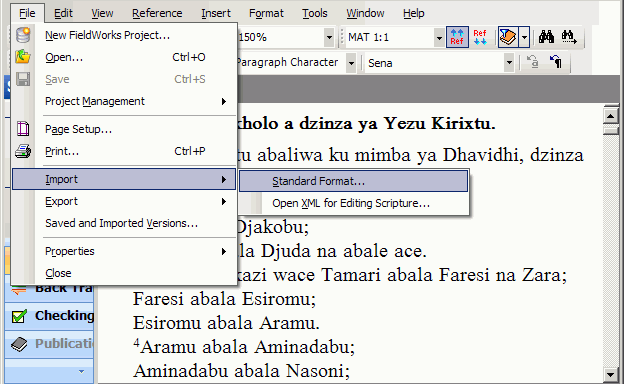 File Edit View Reference Insert Format Tools Window Help
New FieldWorks Project...
150% MAT 1:1 Ref Ref
Open... Ctrl+O
Paragraph Character Sena
Save Ctrl+S
Project Management
kholo a dzinza ya Yezu Kirixtu.
Page Setup...
Print... Ctrl+P
tu abaliwa ku mimba ya Dhavidhi, dzinza
Import
Standard Format...
Export
Open XML for Editing Scripture...
Saved and Imported Versions...
Djakobu;
Properties
la Djuda na abale ace.
Close
kazi wace Tamari abala Faresi na Zara;
Back Tra
Faresi abala Esiromu;
Checking
Esiromu abala Aramu.
Publicatio
4Aramu abala Aminadabu;
Aminadabu abala Nasoni;